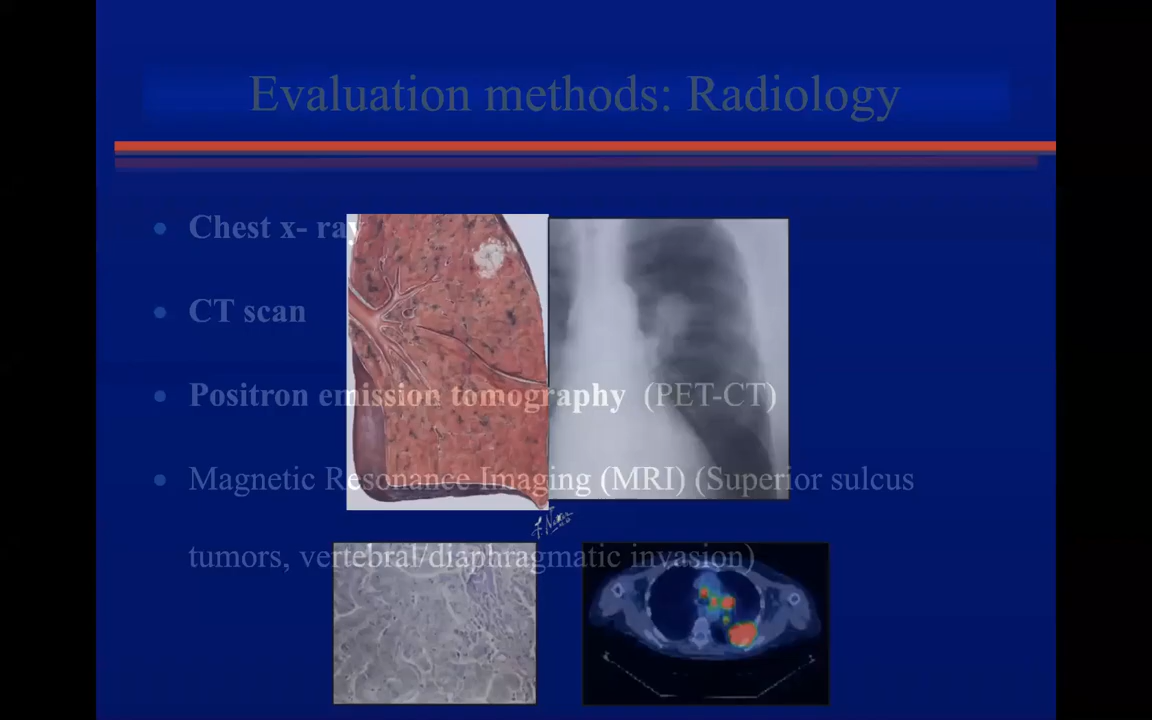 Evaluation methods: Radiology
• Chest x- ray
• CT scan
• Positron emission tomography (PET-CT)
• Magnetic Resonance Imaging (MRI) (Superior sulcus
tumors, vertebral/diaphragmatic invasion)